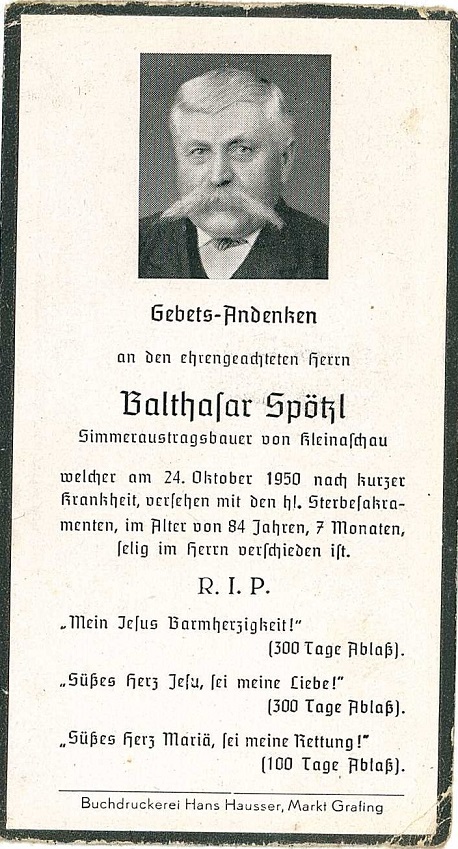 Gebets-Andenken
an den ehrengeachteten Herrn
Balthasar Spötzl
Simmeraustragsbauer von Kleinaschau
welcher am 24. Oktober 1950 nach kurzer
Krankheit, versehen mit den hl. Sterbesakra-
menten, im Alter von 84 Jahren, 7 Monaten,
selig im Herrn verschieden ist.
R. I. P.
„Mein Jesus Barmherzigkeit!“
(300 Tage Ablaß).
„Süßes Herz Jesu, sei meine Liebe!“
(300 Tage Ablaß).
„Süßes Herz Mariä, sei meine Rettung!“
(100 Tage Ablaß).
Buchdruckerei Hans Hausser, Markt Grafing